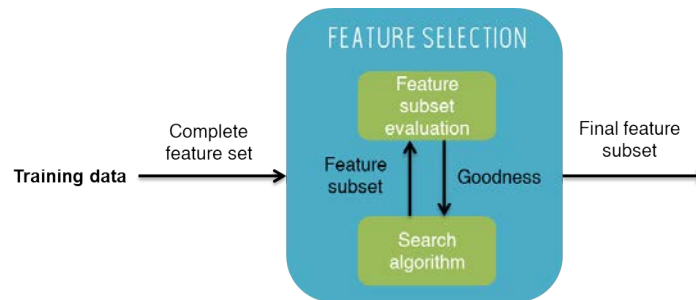 FEATURE SELECTION
Feature
subset
evaluation
Complete
feature set
Final feature
subset
Training data
Feature
subset
Goodness
Search
algorithm